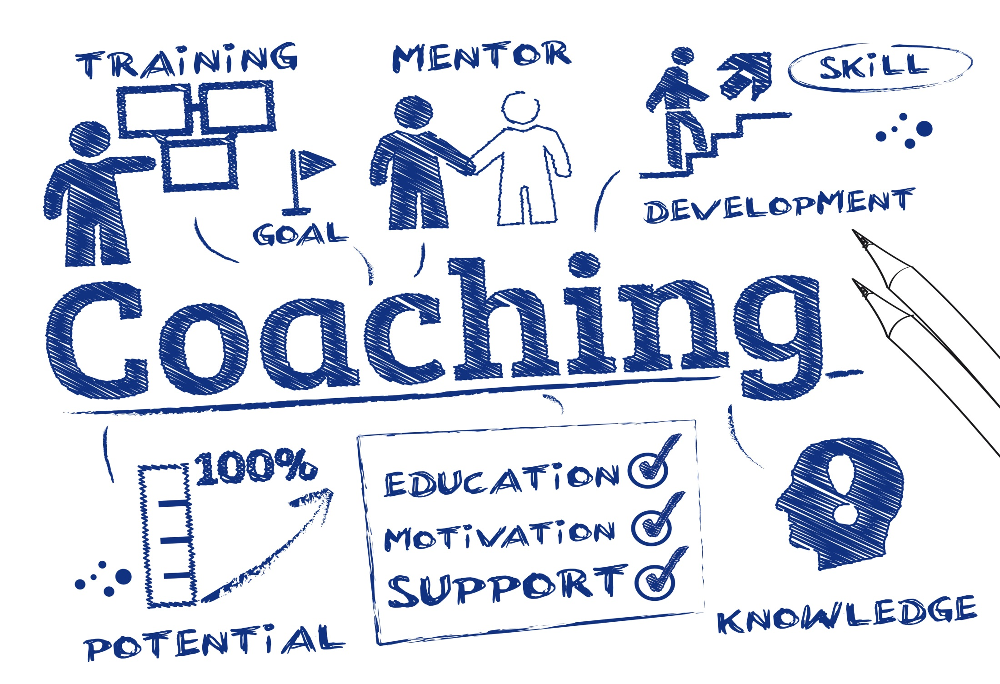 TRAINING
MENTOR
SKILL
GOAL
DEVELOPMENT
Coaching
100%
EDUCATION
MOTIVATION
SUPPORT
POTENTIAL
KNOWLEDGE